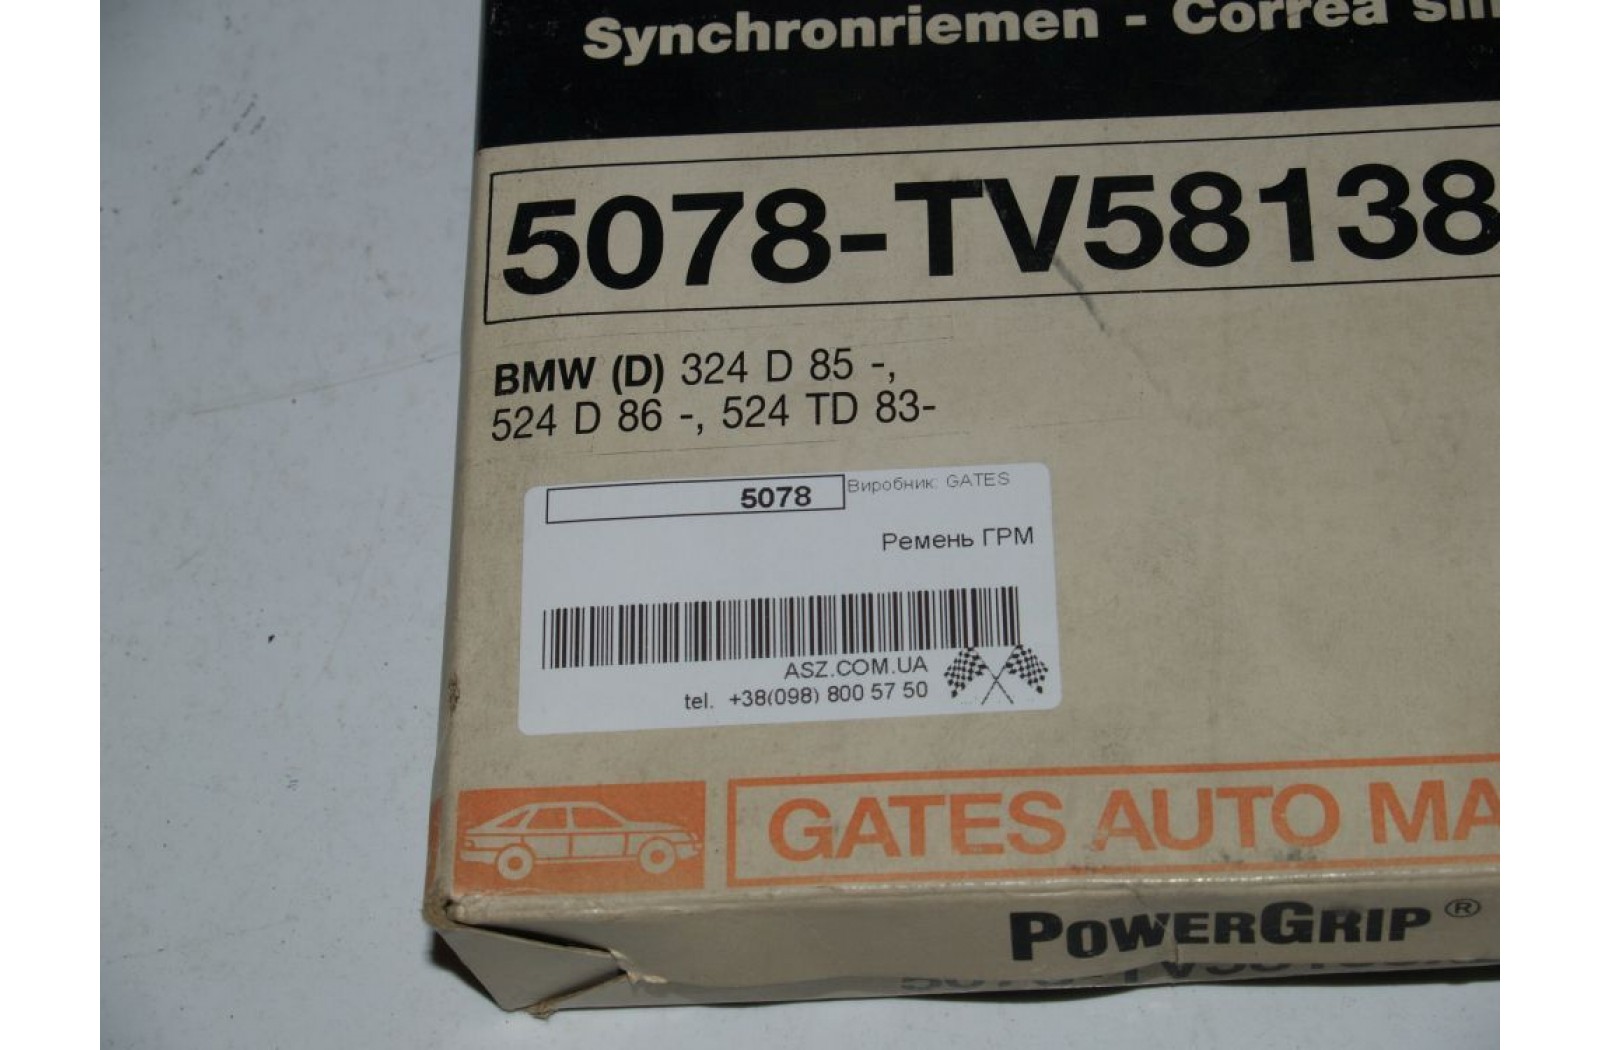 Synchronriemen - Correa sin
5078-TV58138
BMW (D) 324 D 85 -,
524 D 86 -, 524 TD 83-
5078
Виробник: GATES
Ремень ГРМ
ASZ.COM.UA
tel. +38(098) 800 57 50
GATES AUTO MA
POWERGRIP®